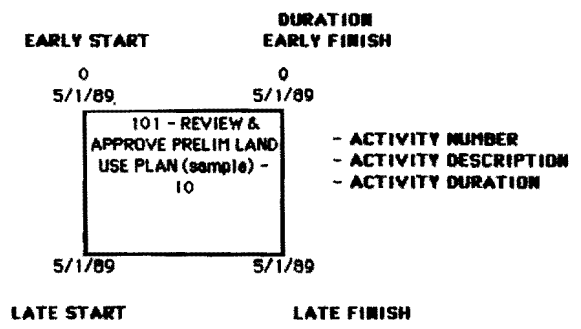 DURATION
EARLY START EARLY FINISH
0 0
5/1/89 5/1/89
101 - REVIEW &
APPROVE PRELIM LAND
USE PLAN (sample) -
10
- ACTIVITY NUMBER
- ACTIVITY DESCRIPTION
- ACTIVITY DURATION
5/1/89 5/1/89
LATE START LATE FINISH